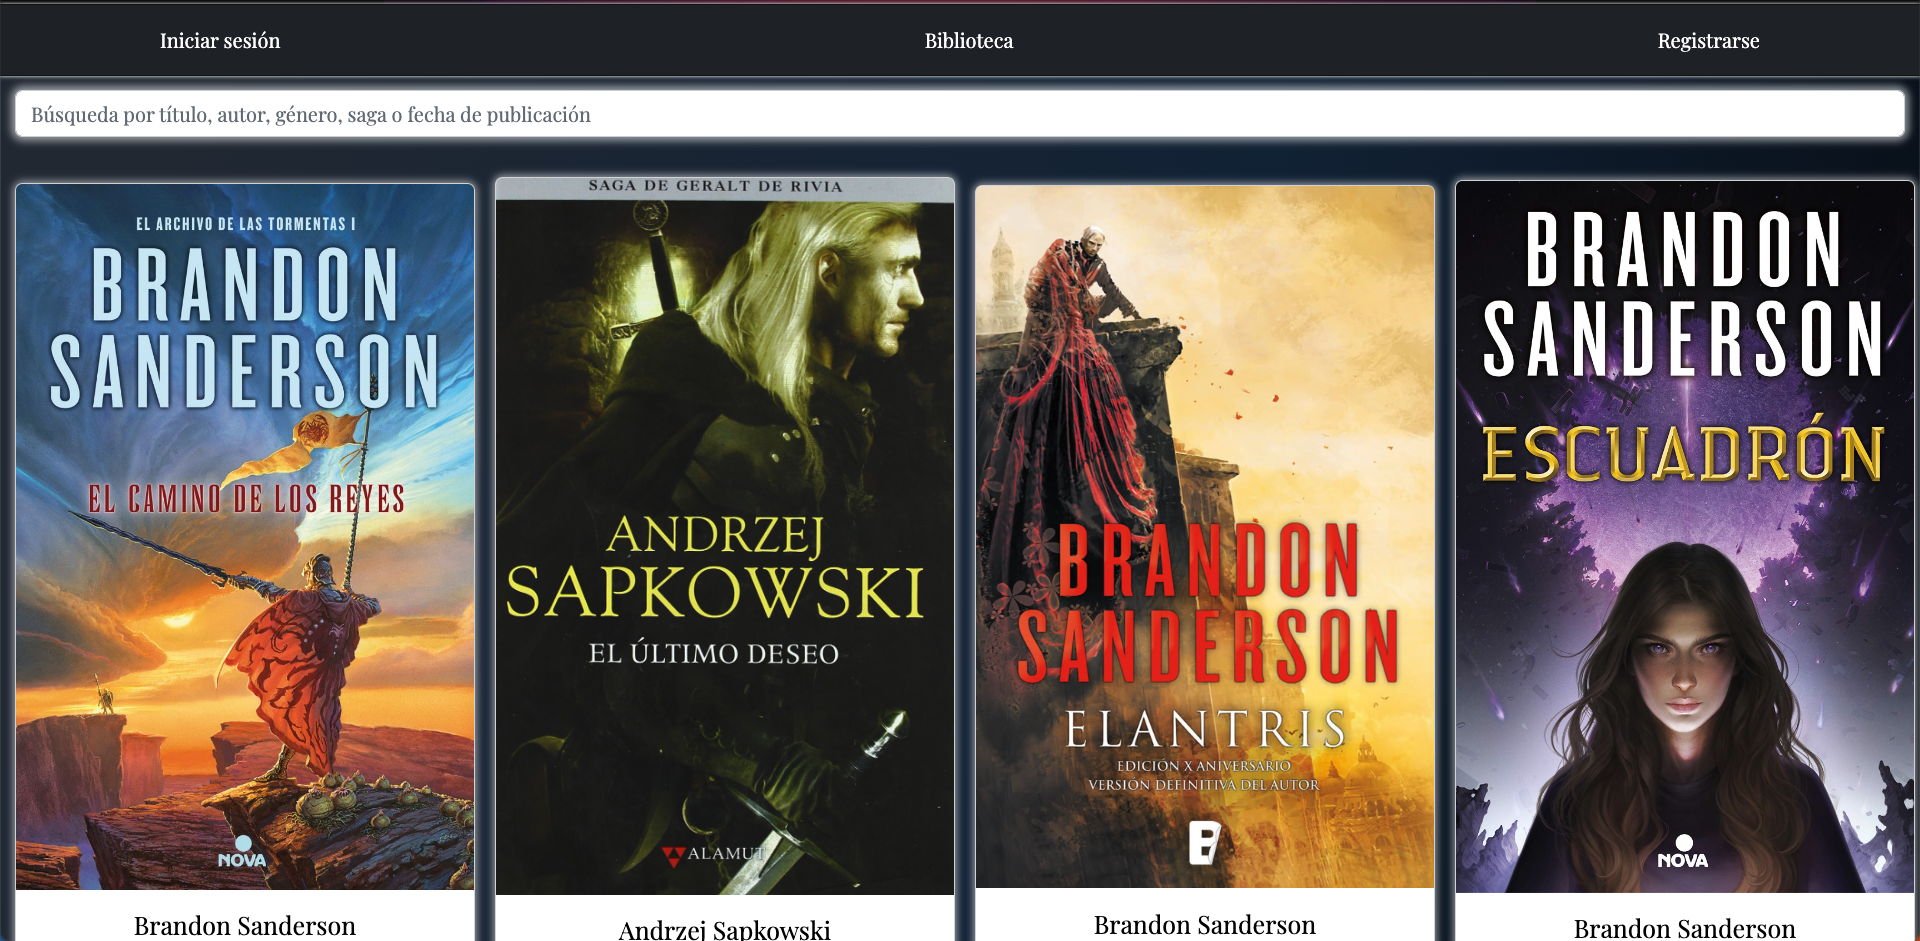 Iniciar sesión
Biblioteca
Registrarse
Búsqueda por título, autor, género, saga o fecha de publicación
EL ARCHIVO DE LAS TORMENTAS I
BRANDON
SANDERSON
EL CAMINO DE LOS REYES
NOVA
Brandon Sanderson
SAGA DE GERALT DE RIVIA
ANDRZEJ
SAPKOWSKI
EL ÚLTIMO DESEO
ALAMUT
Andrzej Sapkowski
BRANDON
SANDERSON
ELANTRIS
EDICIÓN X ANIVERSARIO
VERSIÓN DEFINITIVA DEL AUTOR
B
Brandon Sanderson
BRANDON
SANDERSON
ESCUADRÓN
NOVA
Brandon Sanderson